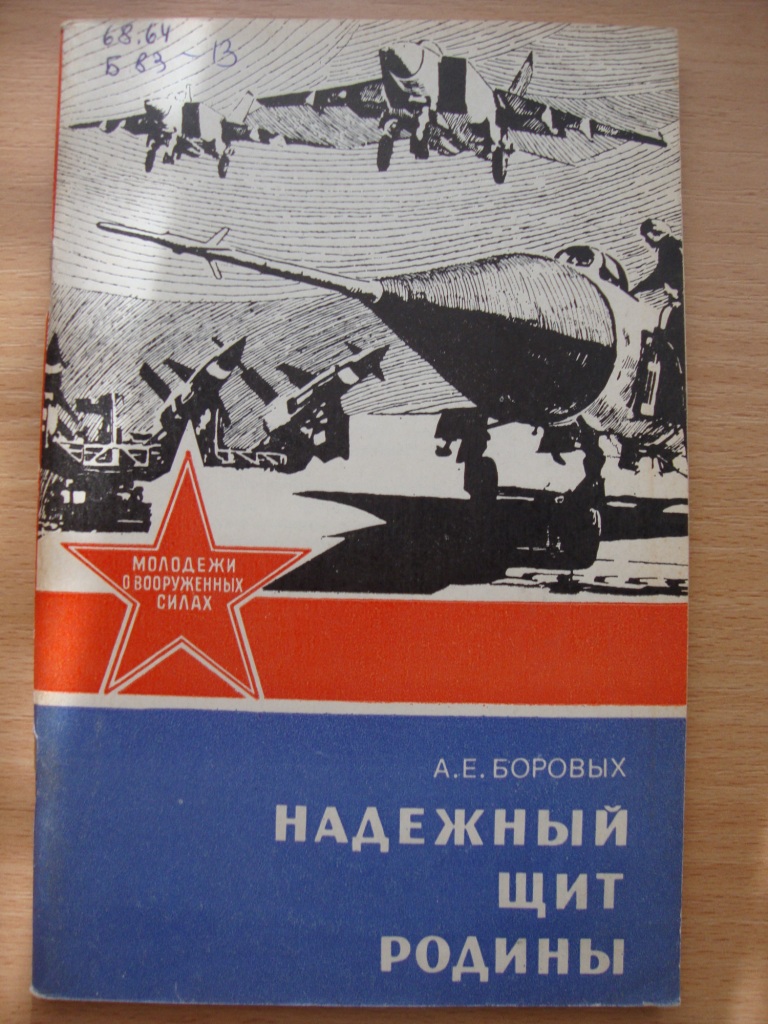 68.64
Б 83 - 13
МОЛОДЕЖИ
О ВООРУЖЕННЫХ
СИЛАХ
А.Е. БОРОВЫХ
НАДЕЖНЫЙ
ЩИТ
РОДИНЫ